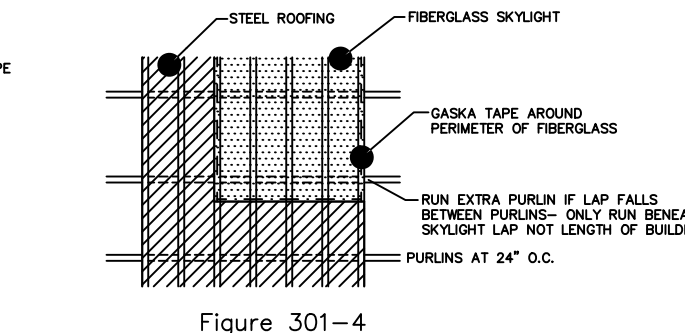 STEEL ROOFING
FIBERGLASS SKYLIGHT
GASKA TAPE AROUND
PERIMETER OF FIBERGLASS
RUN EXTRA PURLIN IF LAP FALLS
BETWEEN PURLINS- ONLY RUN
SKYLIGHT LAP NOT LENGTH OF
PURLINS AT 24" O.C.
Figure 301-4